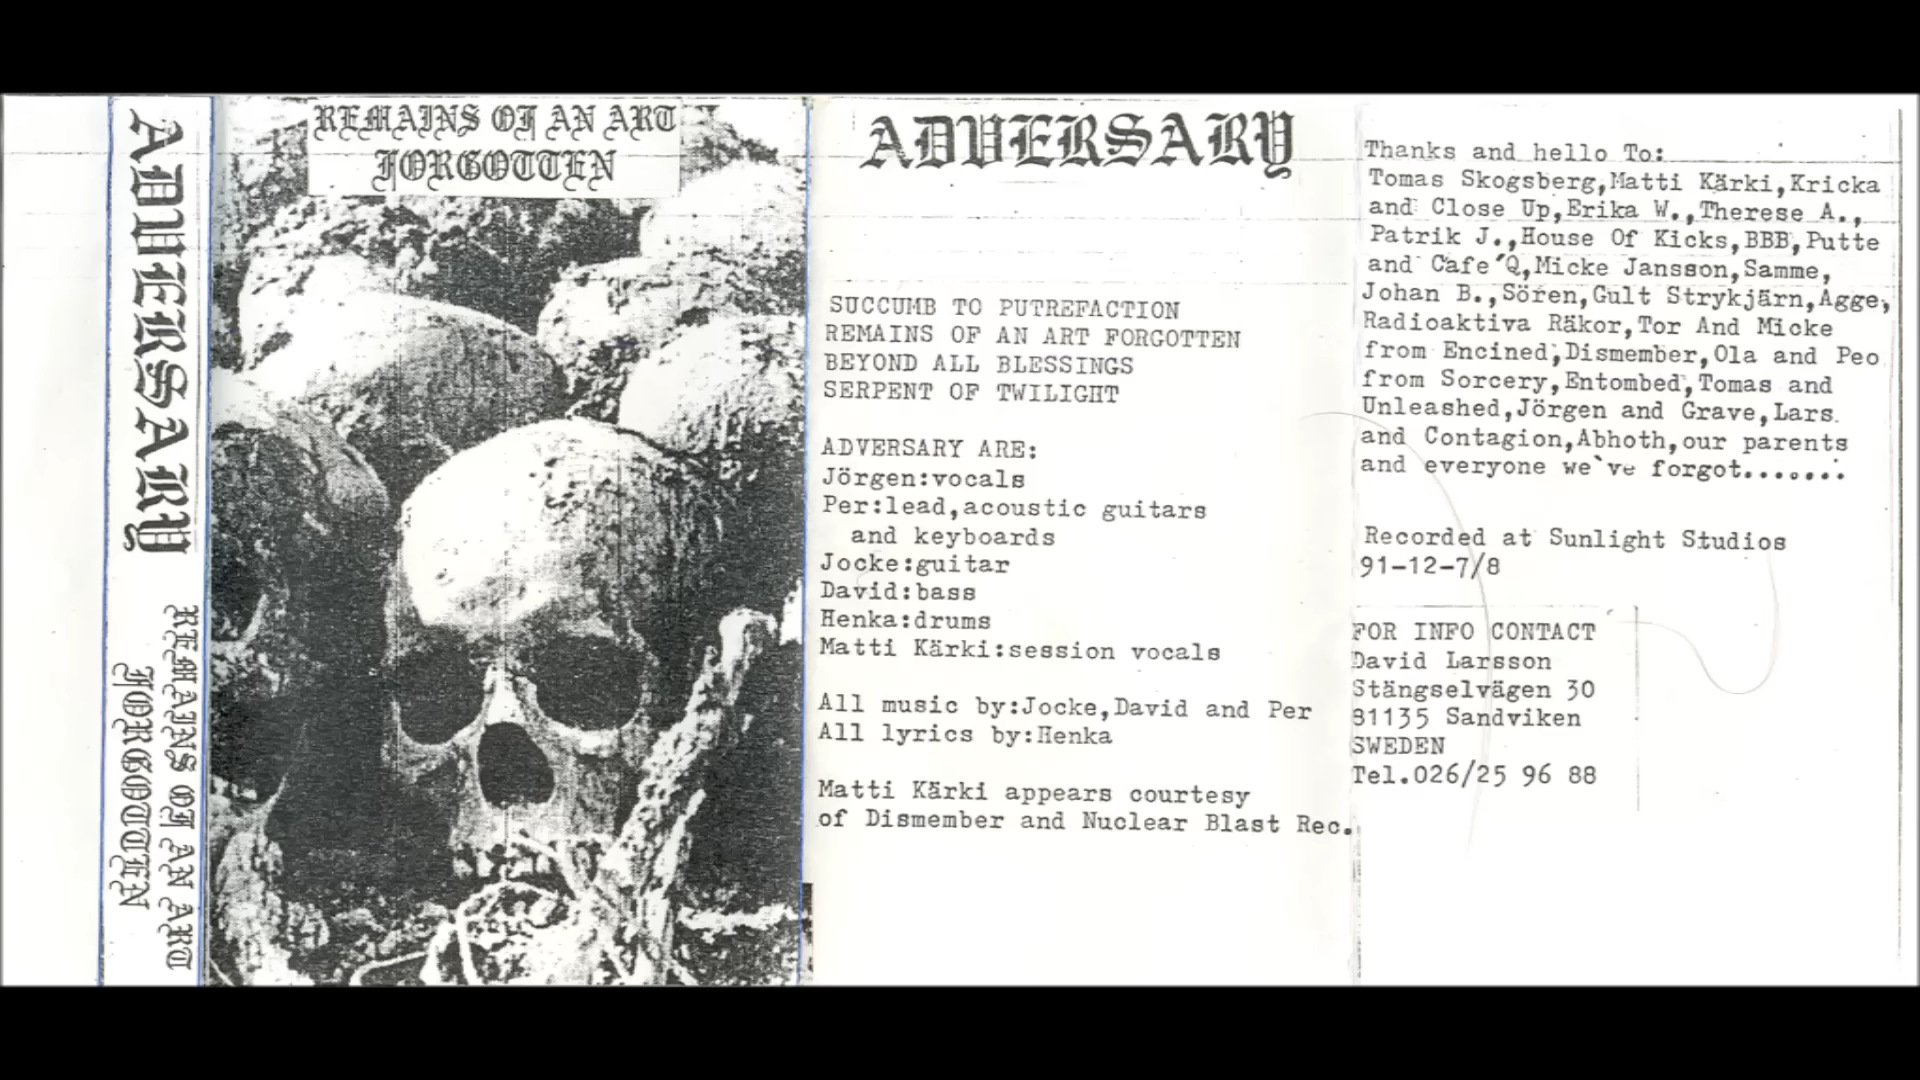 ADVERSARY
REMAINS OF AN ART
FORGOTTEN
REMAINS OF AN ART
FORGOTTEN
ADVERSARY
SUCCUMB TO PUTREFACTION
REMAINS OF AN ART FORGOTTEN
BEYOND ALL BLESSINGS
SERPENT OF TWILIGHT
ADVERSARY ARE:
Jörgen:vocals
Per:lead,acoustic guitars
and keyboards
Jocke:guitar
David:bass
Henka:drums
Matti Kärki:session vocals
All music by:Jocke,David and Per
All lyrics by:Henka
Matti Kärki appears courtesy
of Dismember and Nuclear Blast Rec.
Thanks and hello To:
Tomas Skogsberg,Matti Kärki,Kricka
and Close Up,Erika W.,Therese A.,
Patrik J.,House Of Kicks,BBB,Putte
and Cafe´Q,Micke Jansson,Samme,
Johan B.,Sören,Gult Strykjärn,Agge,
Radioaktiva Räkor,Tor And Micke
from Encined,Dismember,Ola and Peo
from Sorcery,Entombed,Tomas and
Unleashed,Jörgen and Grave,Lars
and Contagion,Abhoth,our parents
and everyone we`ve forgot.......
Recorded at Sunlight Studios
91-12-7/8
FOR INFO CONTACT
David Larsson
Stängselvägen 30
81135 Sandviken
SWEDEN
Tel.026/25 96 88